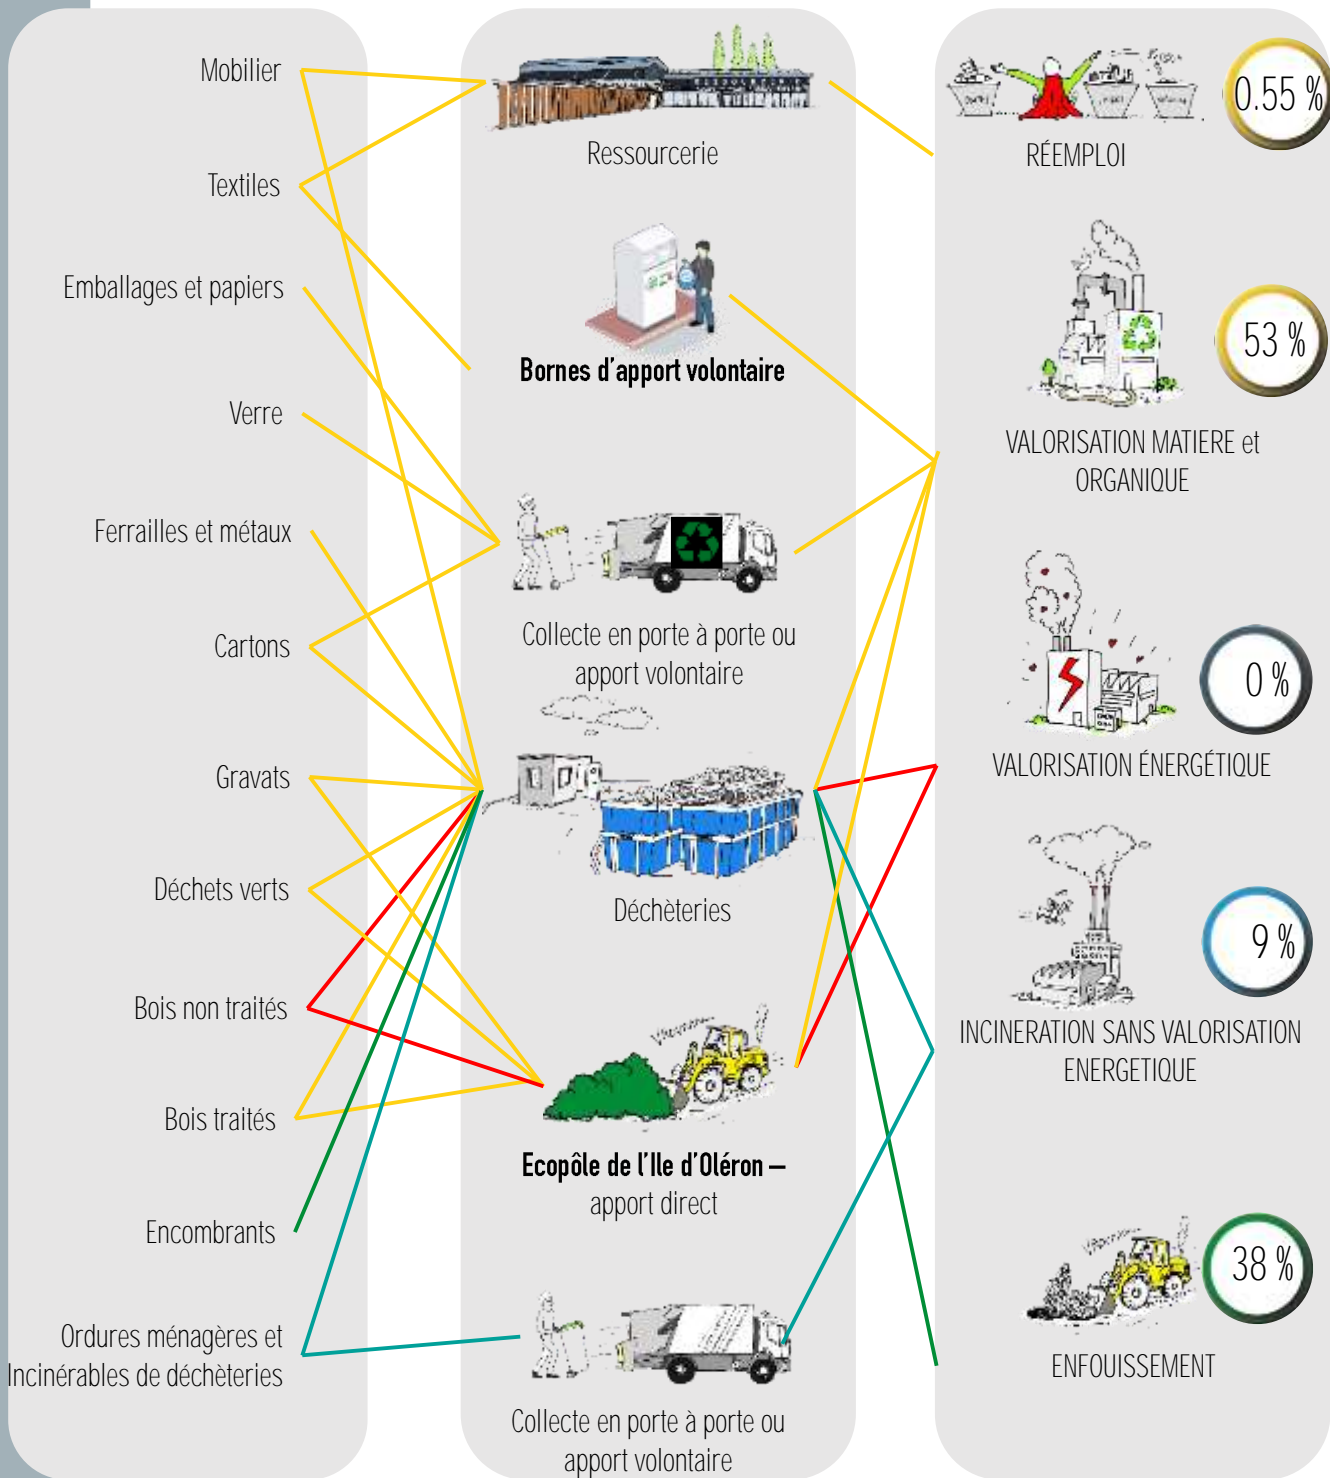 Mobilier
Textiles
Emballages et papiers
Verre
Ferrailles et métaux
Cartons
Gravats
Déchets verts
Bois non traités
Bois traités
Encombrants
Ordures ménagères et
Incinérables de déchèteries
Ressourcerie
Bornes d'apport volontaire
Collecte en porte à porte ou
apport volontaire
Déchèteries
Ecopôle de l'Ile d'Oléron –
apport direct
Collecte en porte à porte ou
apport volontaire
0.55 %
RÉEMPLOI
53 %
VALORISATION MATIERE et
ORGANIQUE
0 %
VALORISATION ÉNERGÉTIQUE
9 %
INCINERATION SANS VALORISATION
ENERGETIQUE
38 %
ENFOUISSEMENT